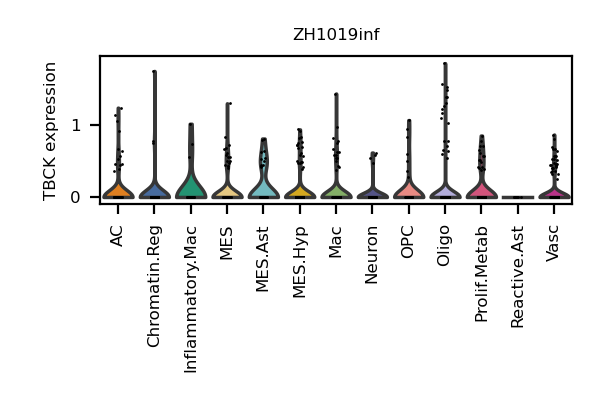 ZH1019inf
TBCK expression
1
0
AC
Chromatin.Reg
Inflammatory.Mac
MES
MES.Ast
MES.Hyp
Mac
Neuron
OPC
Oligo
Prolif.Metab
Reactive.Ast
Vasc